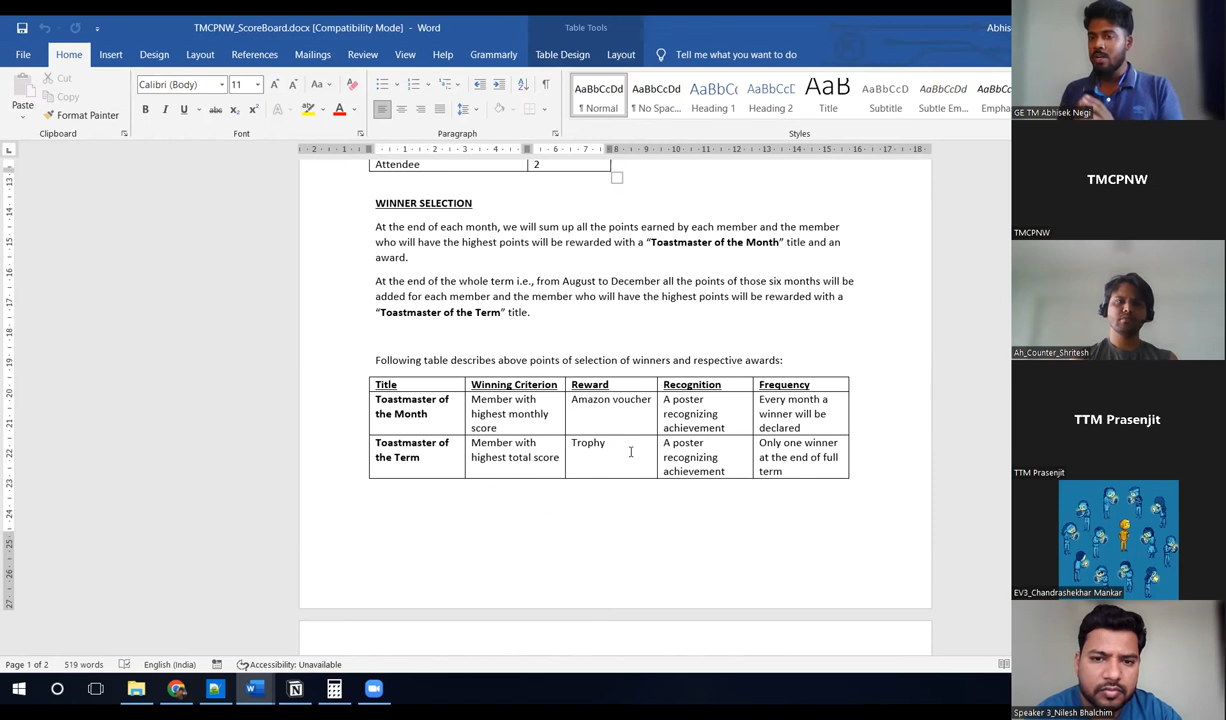 TMCPNW_ScoreBoard.docx [Compatibility Mode] - Word
Table Tools
Abhis
File Home Insert Design Layout References Mailings Review View Help Grammarly Table Design Layout Tell me what you want to do
Cut
Copy
Format Painter
Paste
Calibri (Body) 11
AaBbCcDd AaBbCcDd AaBbC AaBbCcC AaB AaBbCcD AaBbCcDd AaBbCcD
¶ Normal ¶ No Spac... Heading 1 Heading 2 Title Subtitle Subtle Em... Empha
Clipboard Font Paragraph Styles
Attendee 2
WINNER SELECTION
At the end of each month, we will sum up all the points earned by each member and the member
who will have the highest points will be rewarded with a “Toastmaster of the Month” title and an
award.
At the end of the whole term i.e., from August to December all the points of those six months will be
added for each member and the member who will have the highest points will be rewarded with a
“Toastmaster of the Term” title.
Following table describes above points of selection of winners and respective awards:
Title Winning Criterion Reward Recognition Frequency
Toastmaster of Member with Amazon voucher A poster Every month a
the Month highest monthly recognizing winner will be
score achievement declared
Toastmaster of Member with Trophy A poster Only one winner
the Term highest total score recognizing at the end of full
achievement term
Page 1 of 2 519 words English (India) Accessibility: Unavailable
GE TM Abhisek Negi
TMCPNW
TMCPNW
Ah_Counter_Shritesh
TTM Prasenjit
TTM Prasenjit
EV3_Chandrashekhar Mankar
Speaker 3_Nilesh Bhalchim